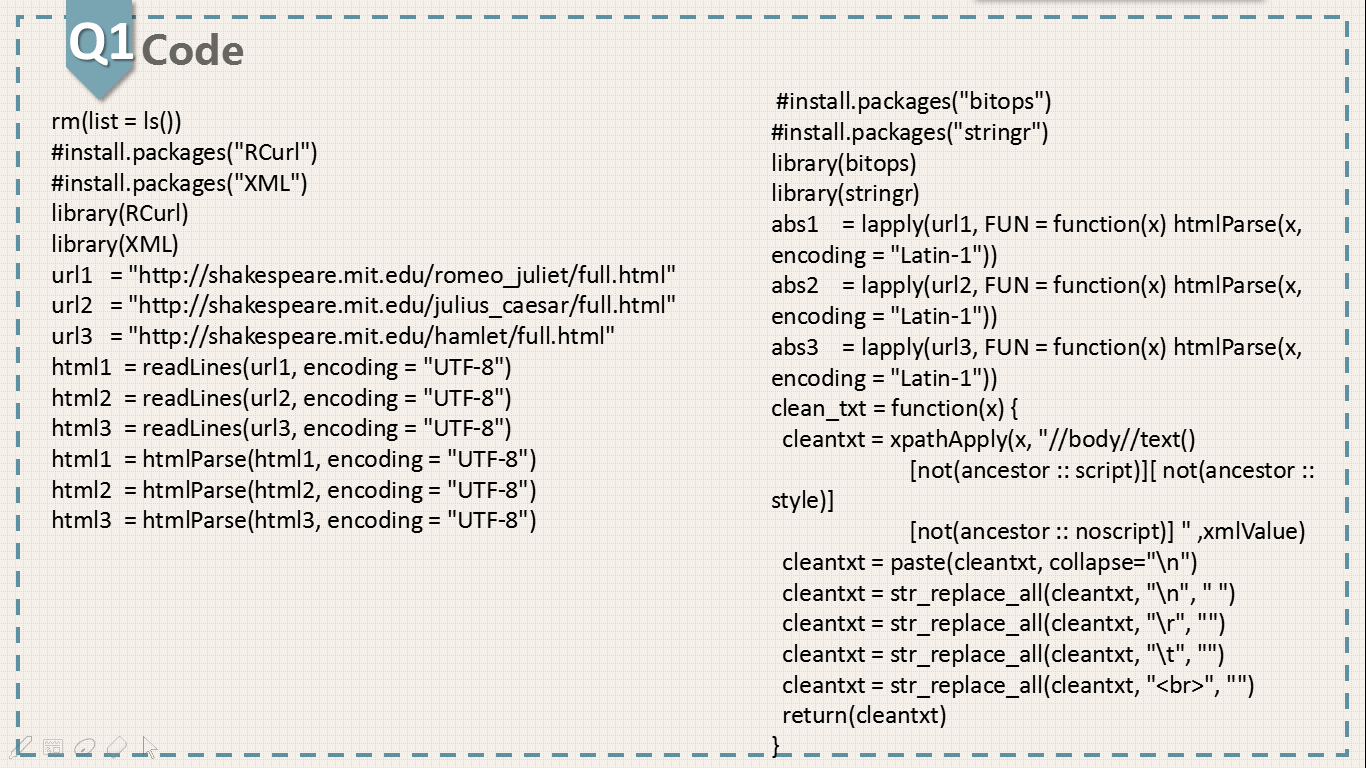 Q1 Code
rm(list = ls())
#install.packages("RCurl")
#install.packages("XML")
library(RCurl)
library(XML)
url1   = "http://shakespeare.mit.edu/romeo_juliet/full.html"
url2   = "http://shakespeare.mit.edu/julius_caesar/full.html"
url3   = "http://shakespeare.mit.edu/hamlet/full.html"
html1  = readLines(url1, encoding = "UTF-8")
html2  = readLines(url2, encoding = "UTF-8")
html3  = readLines(url3, encoding = "UTF-8")
html1  = htmlParse(html1, encoding = "UTF-8")
html2  = htmlParse(html2, encoding = "UTF-8")
html3  = htmlParse(html3, encoding = "UTF-8")
#install.packages("bitops")
#install.packages("stringr")
library(bitops)
library(stringr)
abs1    = lapply(url1, FUN = function(x) htmlParse(x,
encoding = "Latin-1"))
abs2    = lapply(url2, FUN = function(x) htmlParse(x,
encoding = "Latin-1"))
abs3    = lapply(url3, FUN = function(x) htmlParse(x,
encoding = "Latin-1"))
clean_txt = function(x) {
  cleantxt = xpathApply(x, "//body//text()
                       [not(ancestor :: script)][ not(ancestor ::
style)]
                       [not(ancestor :: noscript)] " ,xmlValue)
  cleantxt = paste(cleantxt, collapse="\n")
  cleantxt = str_replace_all(cleantxt, "\n", " ")
  cleantxt = str_replace_all(cleantxt, "\r", "")
  cleantxt = str_replace_all(cleantxt, "\t", "")
  cleantxt = str_replace_all(cleantxt, "<br>", "")
  return(cleantxt)
}